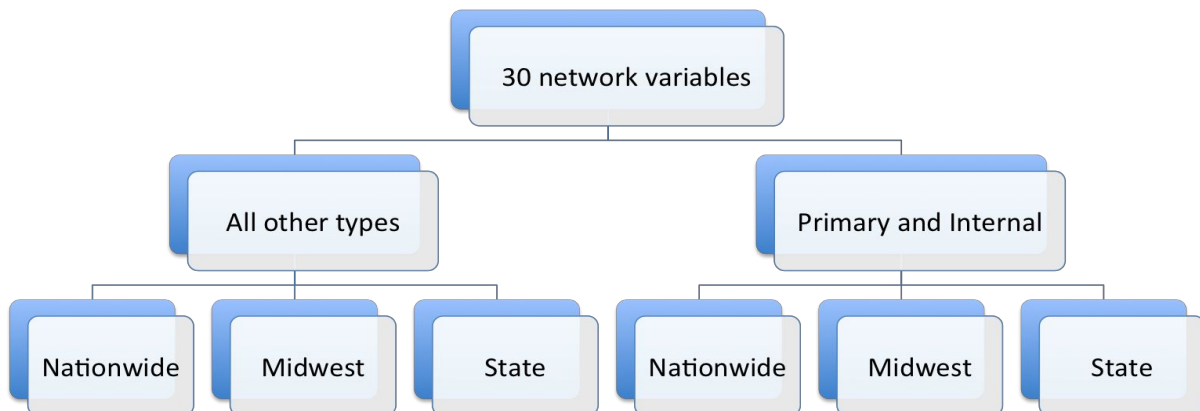 30 network variables
All other types
Primary and Internal
Nationwide
Midwest
State
Nationwide
Midwest
State